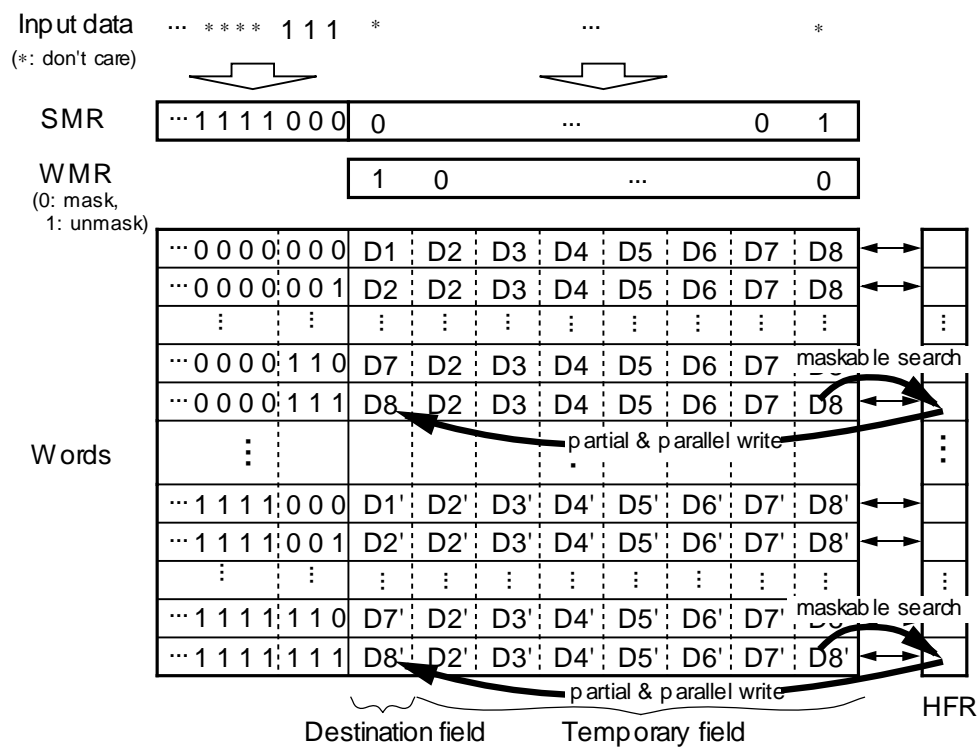 Input data ··· * * * * 1 1 1 * ··· *
(*: don't care)
SMR ··· 1 1 1 1 0 0 0 0 ··· 0 1
WMR 1 0 ··· 0
(0: mask,
1: unmask)
··· 0 0 0 0 0 0 0 D1 D2 D3 D4 D5 D6 D7 D8
··· 0 0 0 0 0 0 1 D2 D2 D3 D4 D5 D6 D7 D8
⋮ ⋮ ⋮ ⋮ ⋮ ⋮ ⋮ ⋮ ⋮ ⋮ ⋮
maskable search
··· 0 0 0 0 1 1 0 D7 D2 D3 D4 D5 D6 D7
··· 0 0 0 0 1 1 1 D8 D2 D3 D4 D5 D6 D7 D8
partial & parallel write
Words ⋮ ⋮
··· 1 1 1 1 0 0 0 D1' D2' D3' D4' D5' D6' D7' D8'
··· 1 1 1 1 0 0 1 D2' D2' D3' D4' D5' D6' D7' D8'
⋮ ⋮ ⋮ ⋮ ⋮ ⋮ ⋮ ⋮ ⋮ ⋮ ⋮
maskable search
··· 1 1 1 1 1 1 0 D7' D2' D3' D4' D5' D6' D7'
··· 1 1 1 1 1 1 1 D8 D2' D3' D4' D5' D6' D7' D8'
partial & parallel write
HFR
Destination field Temporary field